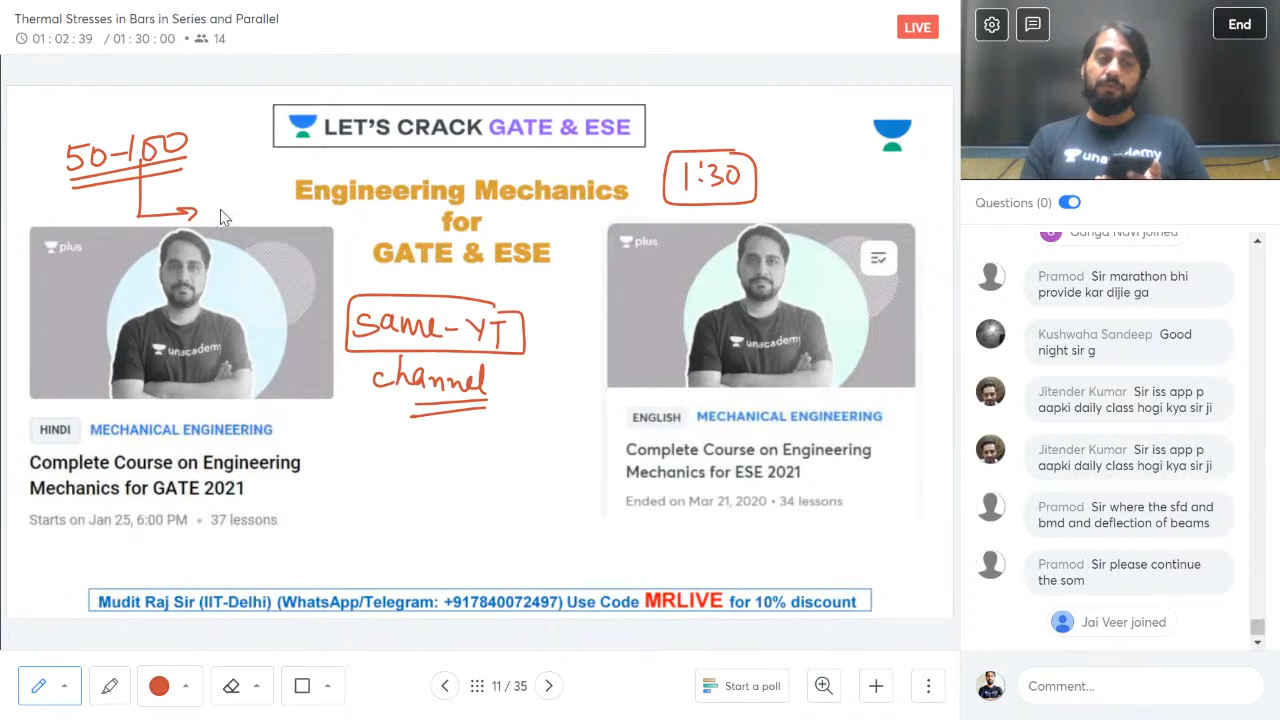 Thermal Stresses in Bars in Series and Parallel
01 : 02 : 39 / 01 : 30 : 00 • 14
LIVE
End
LET'S CRACK GATE & ESE
50-100
1:30
Engineering Mechanics
for
GATE & ESE
plus
unacademy
plus
unacademy
same-YT
channel
HINDI MECHANICAL ENGINEERING
Complete Course on Engineering
Mechanics for GATE 2021
Starts on Jan 25, 6:00 PM • 37 lessons
ENGLISH MECHANICAL ENGINEERING
Complete Course on Engineering
Mechanics for ESE 2021
Ended on Mar 21, 2020 • 34 lessons
Mudit Raj Sir (IIT-Delhi) (WhatsApp/Telegram: +917840072497) Use Code MRLIVE for 10% discount
11 / 35
Start a poll
unacademy
Questions (0)
Ganga Navi joined
Pramod Sir marathon bhi
provide kar dijie ga
Kushwaha Sandeep Good
night sir g
Jitender Kumar Sir iss app p
aapki daily class hogi kya sir ji
Jitender Kumar Sir iss app p
aapki daily class hogi kya sir ji
Pramod Sir where the sfd and
bmd and deflection of beams
Pramod Sir please continue
the som
Jai Veer joined
Comment...